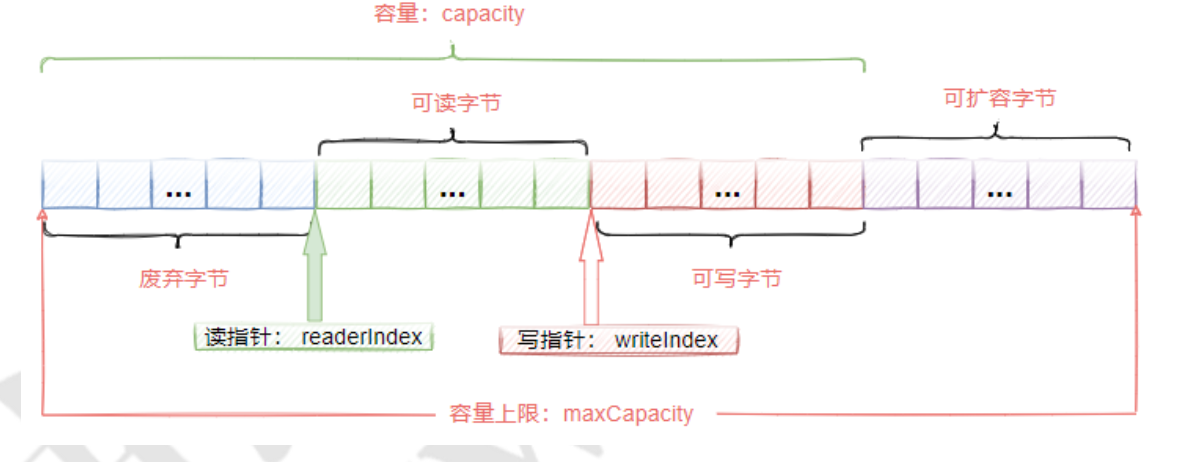 容量：capacity
可读字节
可扩容字节
... ... ... ...
废弃字节
可写字节
读指针： readerIndex
写指针： writeIndex
容量上限：maxCapacity